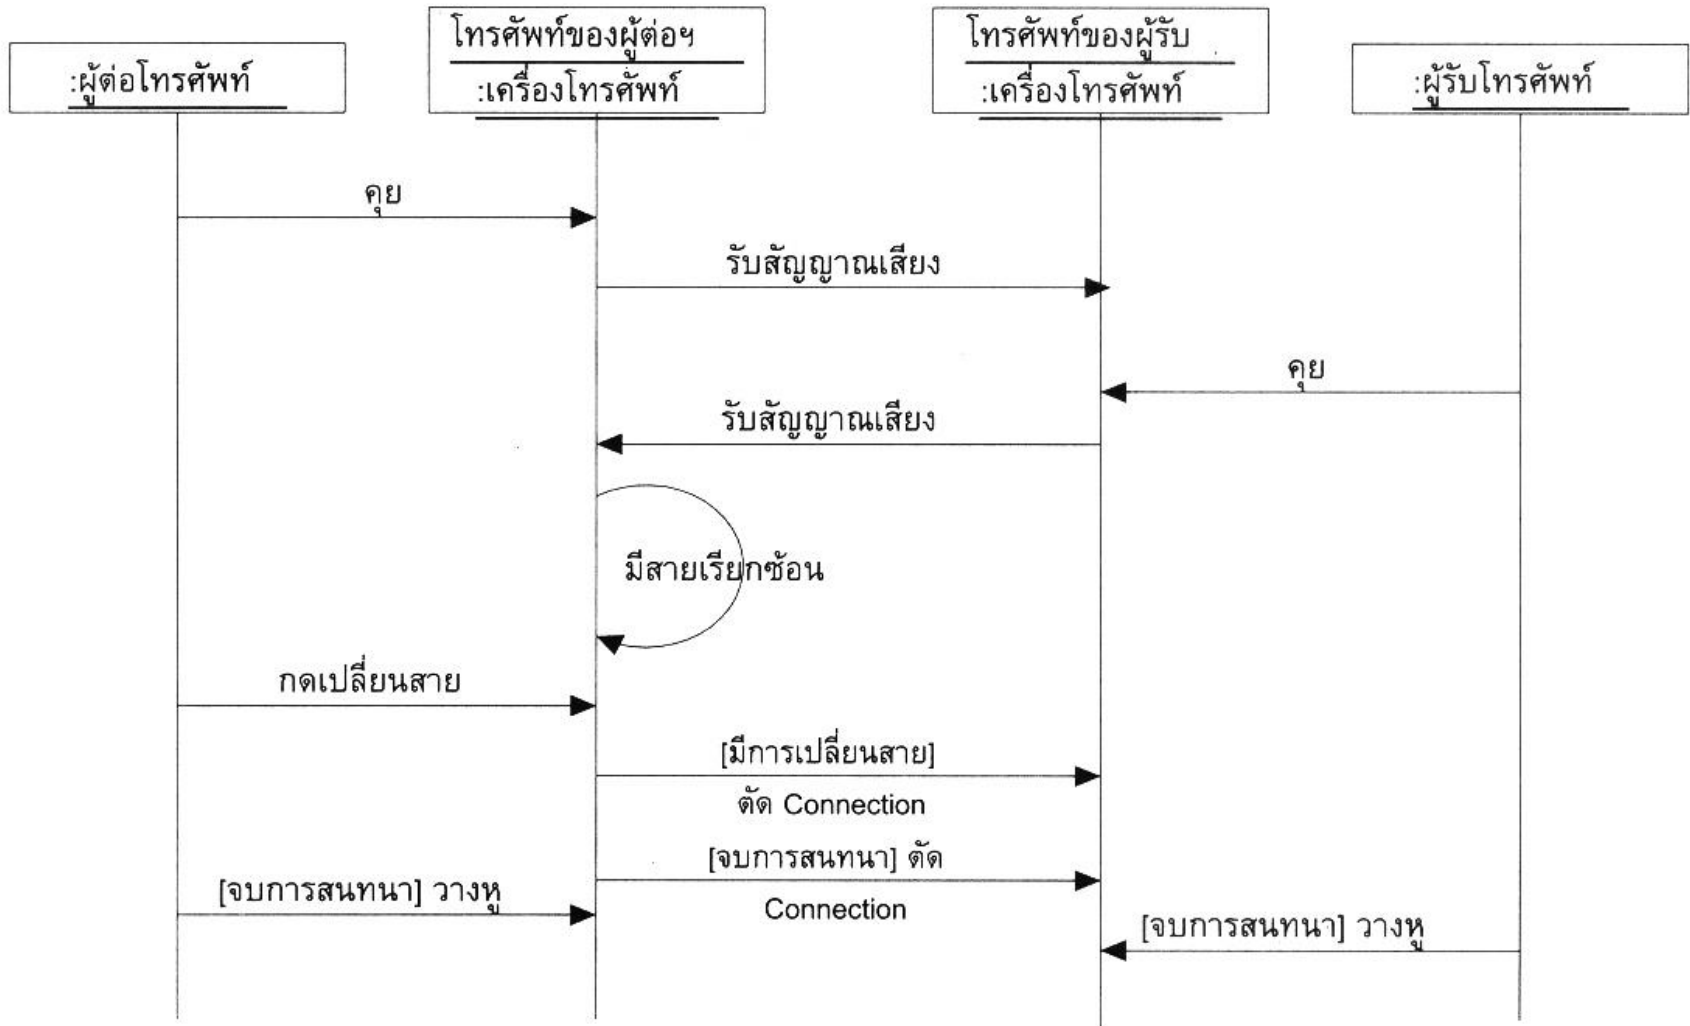 :ผู้ต่อโทรศัพท์
โทรศัพท์ของผู้ต่อฯ
:เครื่องโทรศัพท์
โทรศัพท์ของผู้รับ
:เครื่องโทรศัพท์
:ผู้รับโทรศัพท์
คุย
รับสัญญาณเสียง
คุย
รับสัญญาณเสียง
มีสายเรียกซ้อน
กดเปลี่ยนสาย
[มีการเปลี่ยนสาย]
ตัด Connection
[จบการสนทนา] ตัด
Connection
[จบการสนทนา] วางหู
[จบการสนทนา] วางหู